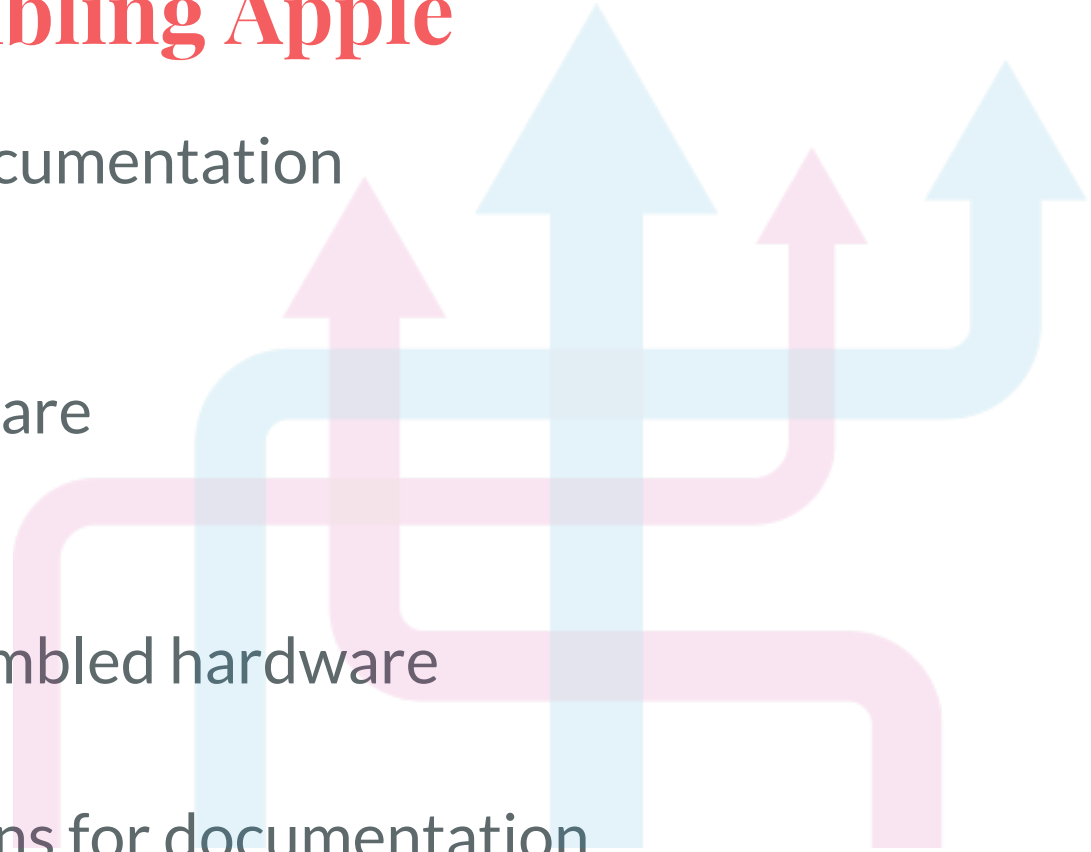 bling Apple
cumentation
are
mbled hardware
ns for documentation